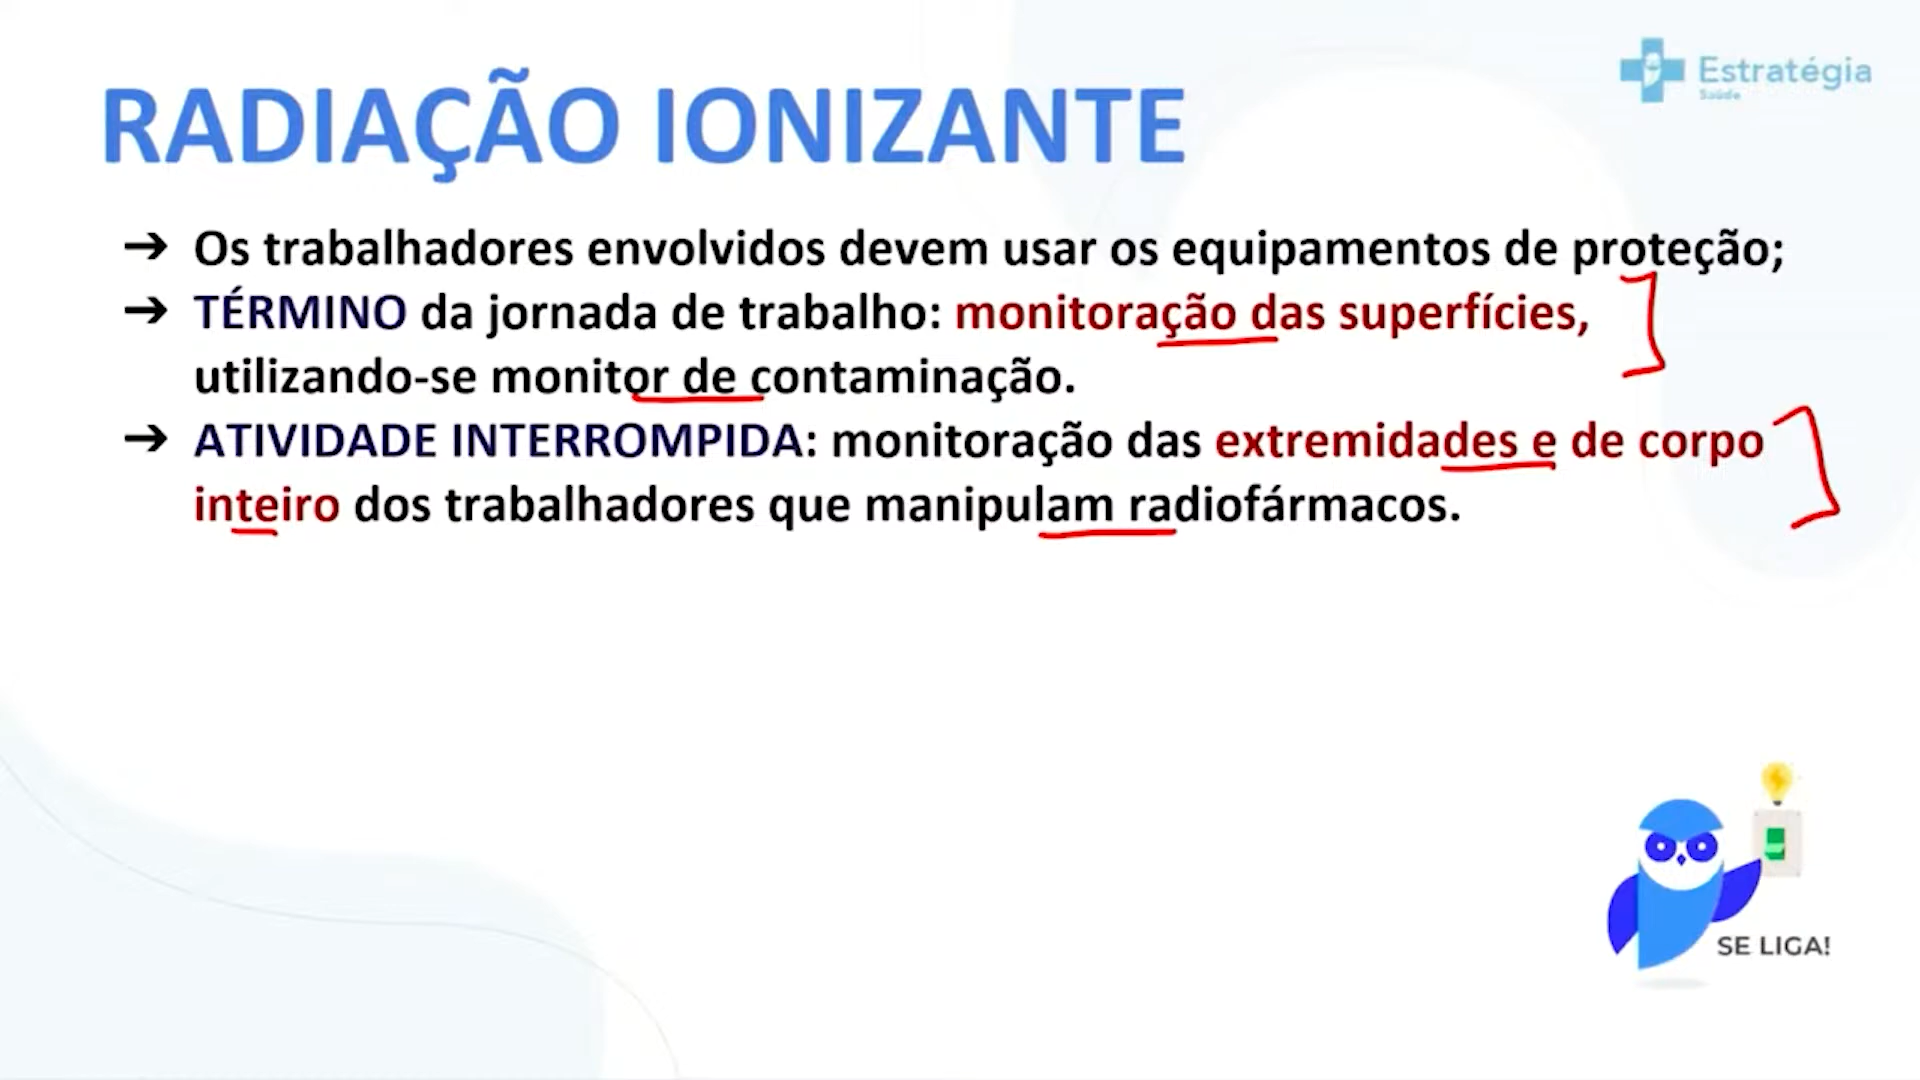 Estratégia
Saúde
RADIAÇÃO IONIZANTE
➔ Os trabalhadores envolvidos devem usar os equipamentos de proteção;
➔ TÉRMINO da jornada de trabalho: monitoração das superfícies,
utilizando-se monitor de contaminação.
➔ ATIVIDADE INTERROMPIDA: monitoração das extremidades e de corpo
inteiro dos trabalhadores que manipulam radiofármacos.
SE LIGA!